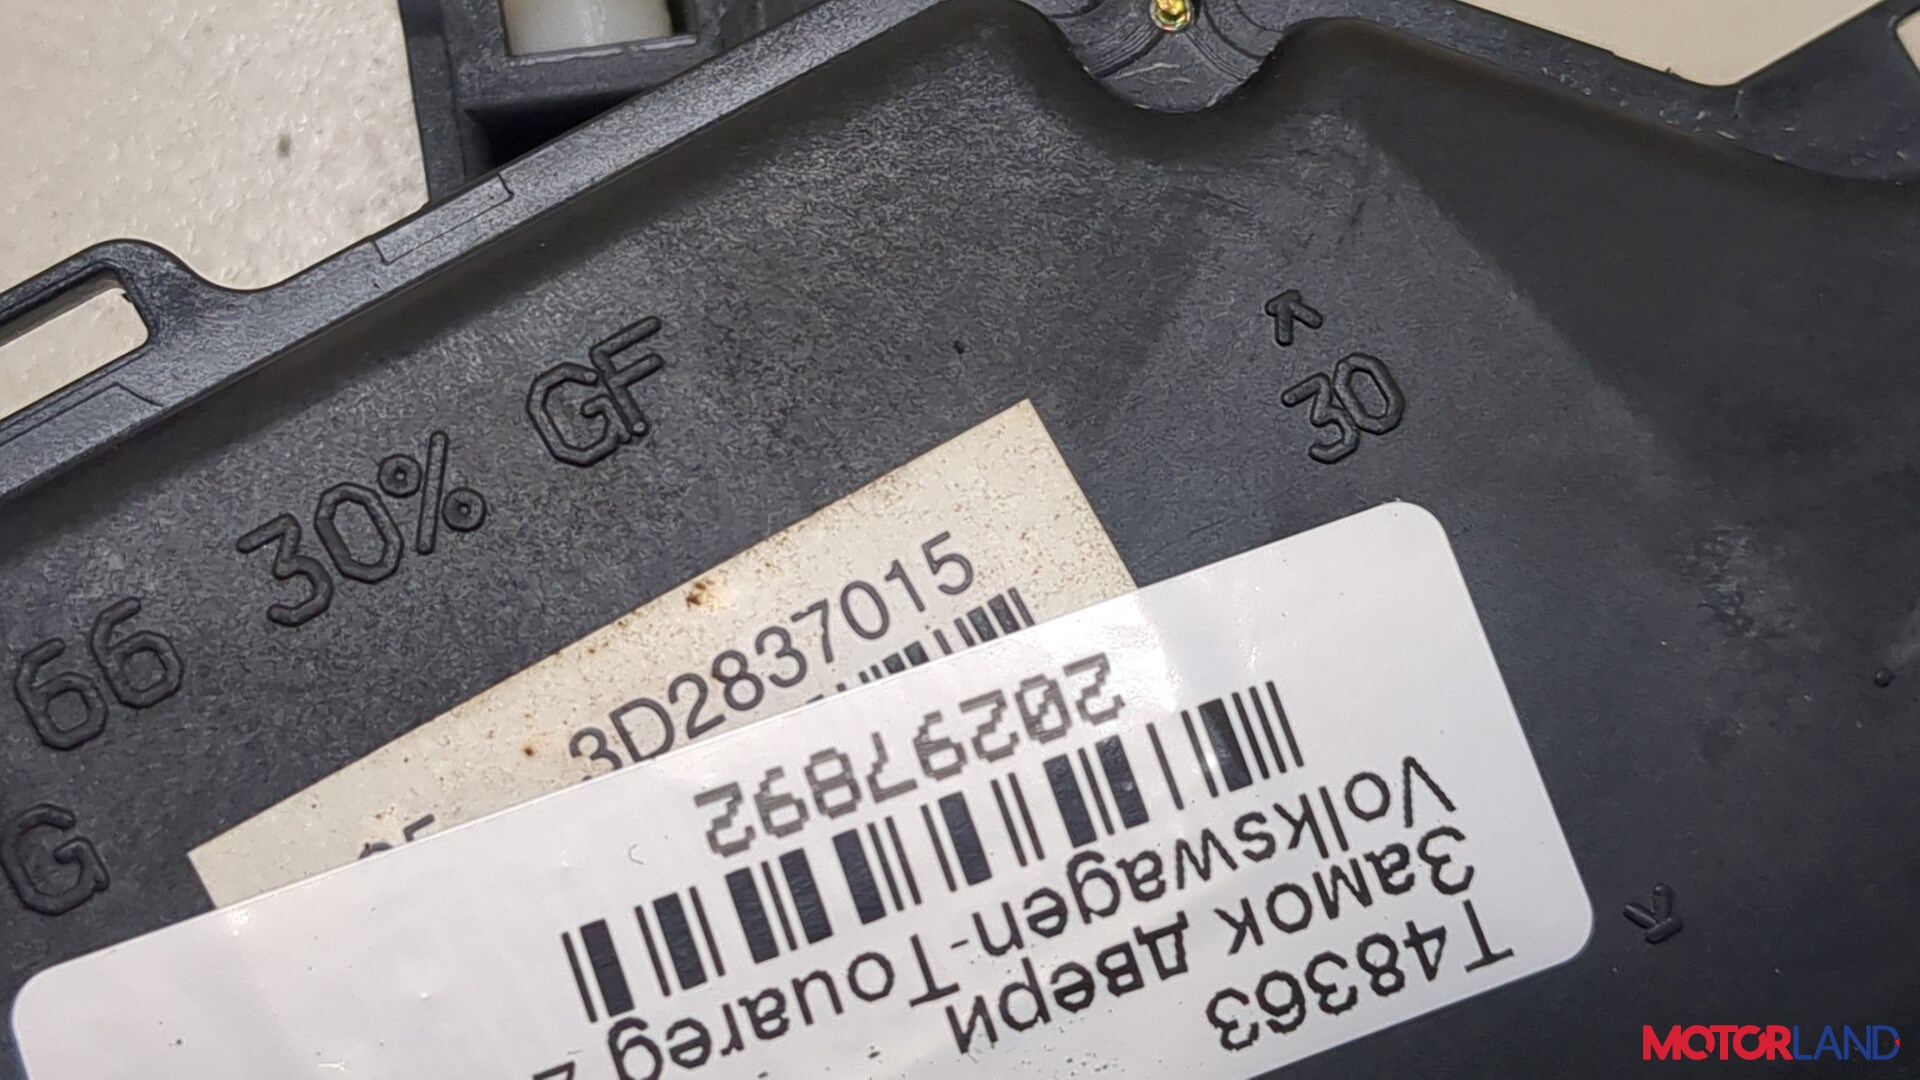 66 30% GF
30
G
3D2837015
T48363
Замок двери
Volkswagen-Touareg
20297892
MOTORLAND